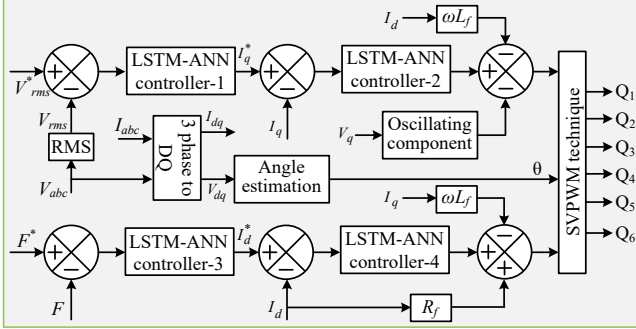 I_d
ωL_f
V*_rms
+
−
LSTM-ANN
controller-1
I*_q
+
−
LSTM-ANN
controller-2
−
−
V_rms
I_abc
I_dq
I_q
V_q
Oscillating
component
RMS
3 phase to
DQ
V_abc
V_dq
Angle
estimation
θ
SVPWM technique
Q_1
Q_2
Q_3
Q_4
Q_5
Q_6
I_q
ωL_f
F*
+
−
LSTM-ANN
controller-3
I*_d
+
−
LSTM-ANN
controller-4
−
−
+
+
F
I_d
R_f